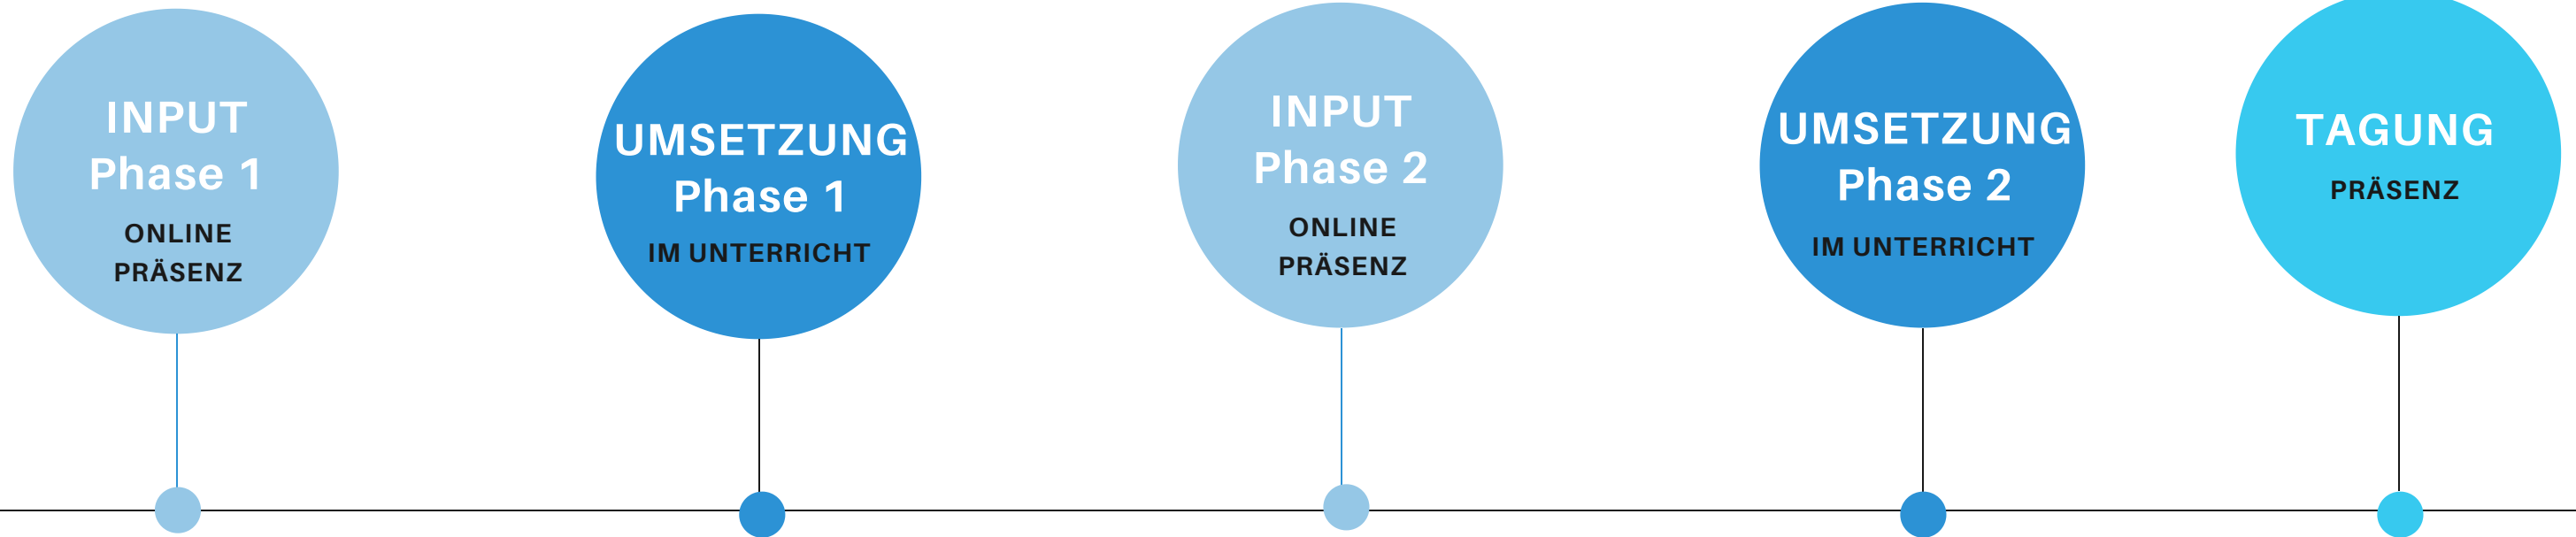 INPUT
Phase 1
ONLINE
PRÄSENZ
UMSETZUNG
Phase 1
IM UNTERRICHT
INPUT
Phase 2
ONLINE
PRÄSENZ
UMSETZUNG
Phase 2
IM UNTERRICHT
TAGUNG
PRÄSENZ